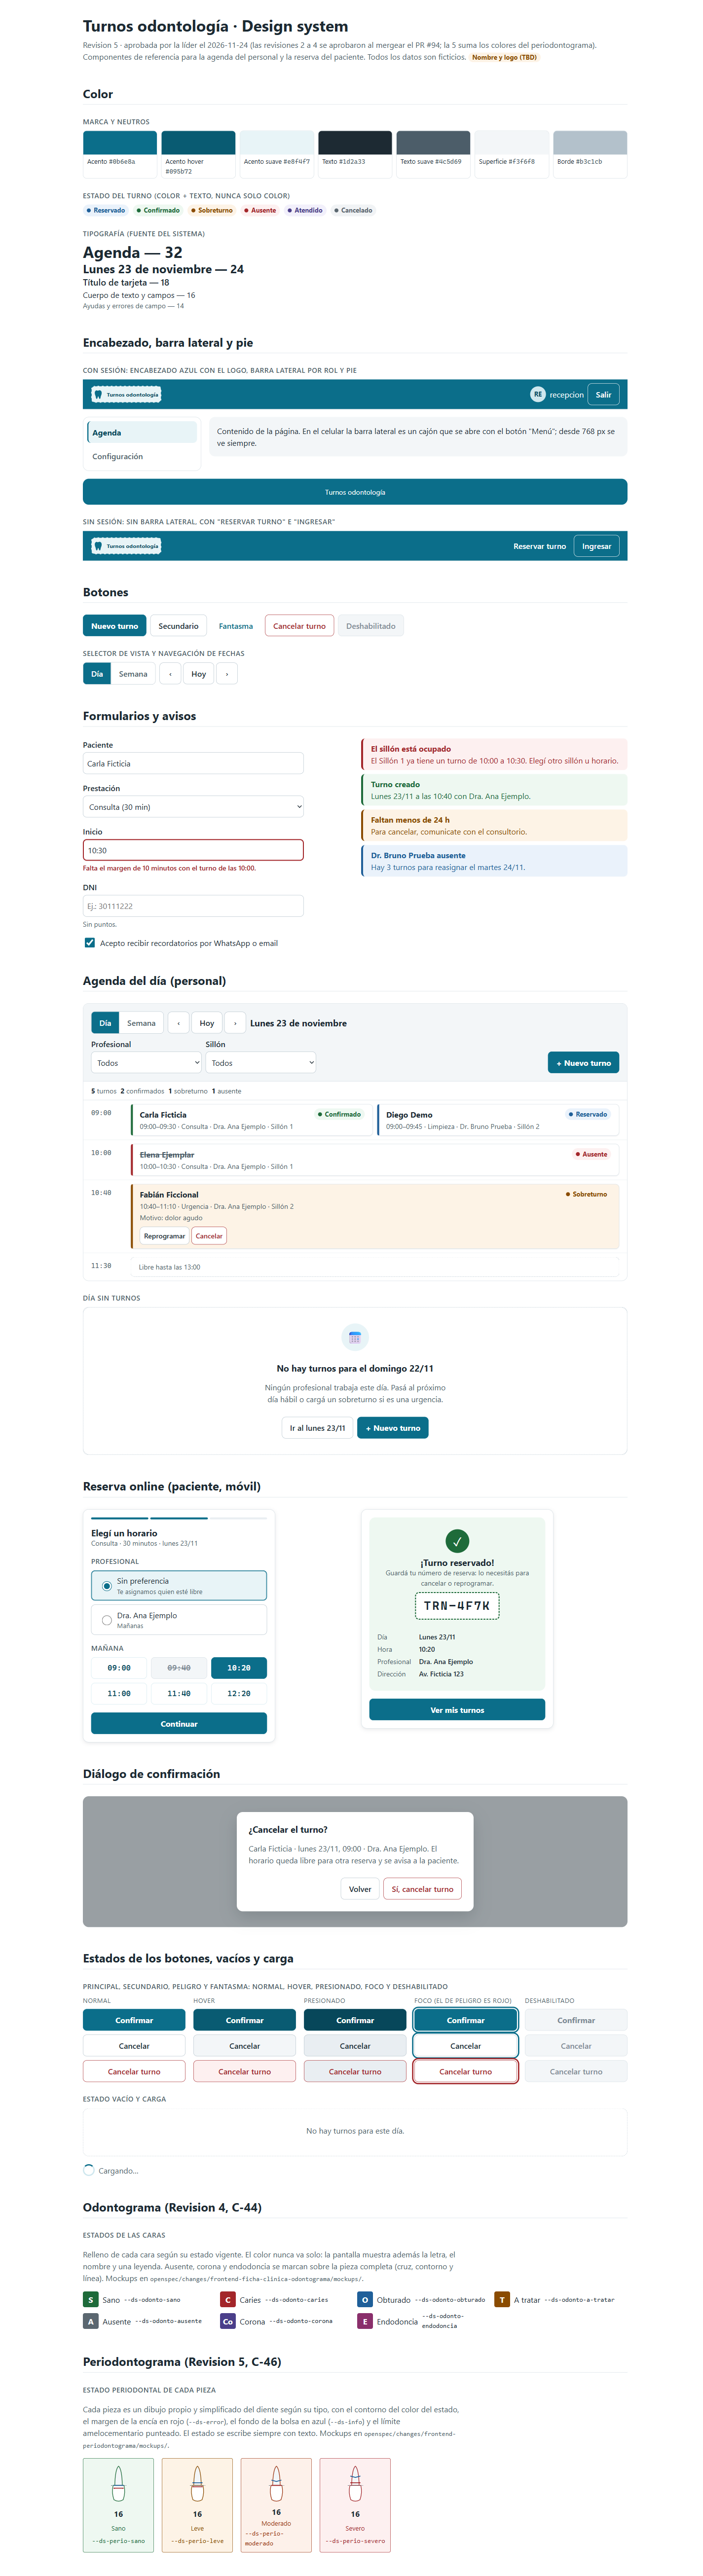 Turnos odontología · Design system
Revision 5 · aprobada por la líder el 2026-11-24 (las revisiones 2 a 4 se aprobaron al mergear el PR #94; la 5 suma los colores del periodontograma).
Componentes de referencia para la agenda del personal y la reserva del paciente. Todos los datos son ficticios. Nombre y logo (TBD)
Color
MARCA Y NEUTROS
Acento #0b6e8a
Acento hover #095b72
Acento suave #e8f4f7
Texto #1d2a33
Texto suave #4c5d69
Superficie #f3f6f8
Borde #b3c1cb
ESTADO DEL TURNO (COLOR + TEXTO, NUNCA SOLO COLOR)
Reservado Confirmado Sobreturno Ausente Atendido Cancelado
TIPOGRAFÍA (FUENTE DEL SISTEMA)
Agenda — 32
Lunes 23 de noviembre — 24
Título de tarjeta — 18
Cuerpo de texto y campos — 16
Ayudas y errores de campo — 14
Encabezado, barra lateral y pie
CON SESIÓN: ENCABEZADO AZUL CON EL LOGO, BARRA LATERAL POR ROL Y PIE
Turnos odontología RE recepcion Salir
Agenda
Configuración
Contenido de la página. En el celular la barra lateral es un cajón que se abre con el botón "Menú"; desde 768 px se
ve siempre.
Turnos odontología
SIN SESIÓN: SIN BARRA LATERAL, CON "RESERVAR TURNO" E "INGRESAR"
Turnos odontología Reservar turno Ingresar
Botones
Nuevo turno Secundario Fantasma Cancelar turno Deshabilitado
SELECTOR DE VISTA Y NAVEGACIÓN DE FECHAS
Día Semana ‹ Hoy ›
Formularios y avisos
Paciente
Carla Ficticia
Prestación
Consulta (30 min)
Inicio
10:30
Falta el margen de 10 minutos con el turno de las 10:00.
DNI
Ej.: 30111222
Sin puntos.
Acepto recibir recordatorios por WhatsApp o email
El sillón está ocupado
El Sillón 1 ya tiene un turno de 10:00 a 10:30. Elegí otro sillón u horario.
Turno creado
Lunes 23/11 a las 10:40 con Dra. Ana Ejemplo.
Faltan menos de 24 h
Para cancelar, comunicate con el consultorio.
Dr. Bruno Prueba ausente
Hay 3 turnos para reasignar el martes 24/11.
Agenda del día (personal)
Día Semana ‹ Hoy › Lunes 23 de noviembre
Profesional Sillón
Todos Todos + Nuevo turno
5 turnos 2 confirmados 1 sobreturno 1 ausente
09:00
Carla Ficticia Confirmado
09:00–09:30 · Consulta · Dra. Ana Ejemplo · Sillón 1
Diego Demo Reservado
09:00–09:45 · Limpieza · Dr. Bruno Prueba · Sillón 2
10:00
Elena Ejemplar Ausente
10:00–10:30 · Consulta · Dra. Ana Ejemplo · Sillón 1
10:40
Fabián Ficcional Sobreturno
10:40–11:10 · Urgencia · Dra. Ana Ejemplo · Sillón 2
Motivo: dolor agudo
Reprogramar Cancelar
11:30 Libre hasta las 13:00
DÍA SIN TURNOS
No hay turnos para el domingo 22/11
Ningún profesional trabaja este día. Pasá al próximo
día hábil o cargá un sobreturno si es una urgencia.
Ir al lunes 23/11 + Nuevo turno
Reserva online (paciente, móvil)
Elegí un horario
Consulta · 30 minutos · lunes 23/11
PROFESIONAL
Sin preferencia
Te asignamos quien esté libre
Dra. Ana Ejemplo
Mañanas
MAÑANA
09:00 09:40 10:20
11:00 11:40 12:20
Continuar
¡Turno reservado!
Guardá tu número de reserva: lo necesitás para
cancelar o reprogramar.
TRN-4F7K
Día Lunes 23/11
Hora 10:20
Profesional Dra. Ana Ejemplo
Dirección Av. Ficticia 123
Ver mis turnos
Diálogo de confirmación
¿Cancelar el turno?
Carla Ficticia · lunes 23/11, 09:00 · Dra. Ana Ejemplo. El
horario queda libre para otra reserva y se avisa a la paciente.
Volver Sí, cancelar turno
Estados de los botones, vacíos y carga
PRINCIPAL, SECUNDARIO, PELIGRO Y FANTASMA: NORMAL, HOVER, PRESIONADO, FOCO Y DESHABILITADO
NORMAL HOVER PRESIONADO FOCO (EL DE PELIGRO ES ROJO) DESHABILITADO
Confirmar Confirmar Confirmar Confirmar Confirmar
Cancelar Cancelar Cancelar Cancelar Cancelar
Cancelar turno Cancelar turno Cancelar turno Cancelar turno Cancelar turno
ESTADO VACÍO Y CARGA
No hay turnos para este día.
Cargando…
Odontograma (Revision 4, C-44)
ESTADOS DE LAS CARAS
Relleno de cada cara según su estado vigente. El color nunca va solo: la pantalla muestra además la letra, el
nombre y una leyenda. Ausente, corona y endodoncia se marcan sobre la pieza completa (cruz, contorno y
línea). Mockups en openspec/changes/frontend-ficha-clinica-odontograma/mockups/.
S Sano --ds-odonto-sano C Caries --ds-odonto-caries O Obturado --ds-odonto-obturado T A tratar --ds-odonto-a-tratar
A Ausente --ds-odonto-ausente Co Corona --ds-odonto-corona E Endodoncia --ds-odonto-
endodoncia
Periodontograma (Revision 5, C-46)
ESTADO PERIODONTAL DE CADA PIEZA
Cada pieza es un dibujo propio y simplificado del diente según su tipo, con el contorno del color del estado,
el margen de la encía en rojo (--ds-error), el fondo de la bolsa en azul (--ds-info) y el límite
amelocementario punteado. El estado se escribe siempre con texto. Mockups en openspec/changes/frontend-
periodontograma/mockups/.
16
Sano
--ds-perio-sano
16
Leve
--ds-perio-leve
16
Moderado
--ds-perio-
moderado
16
Severo
--ds-perio-severo